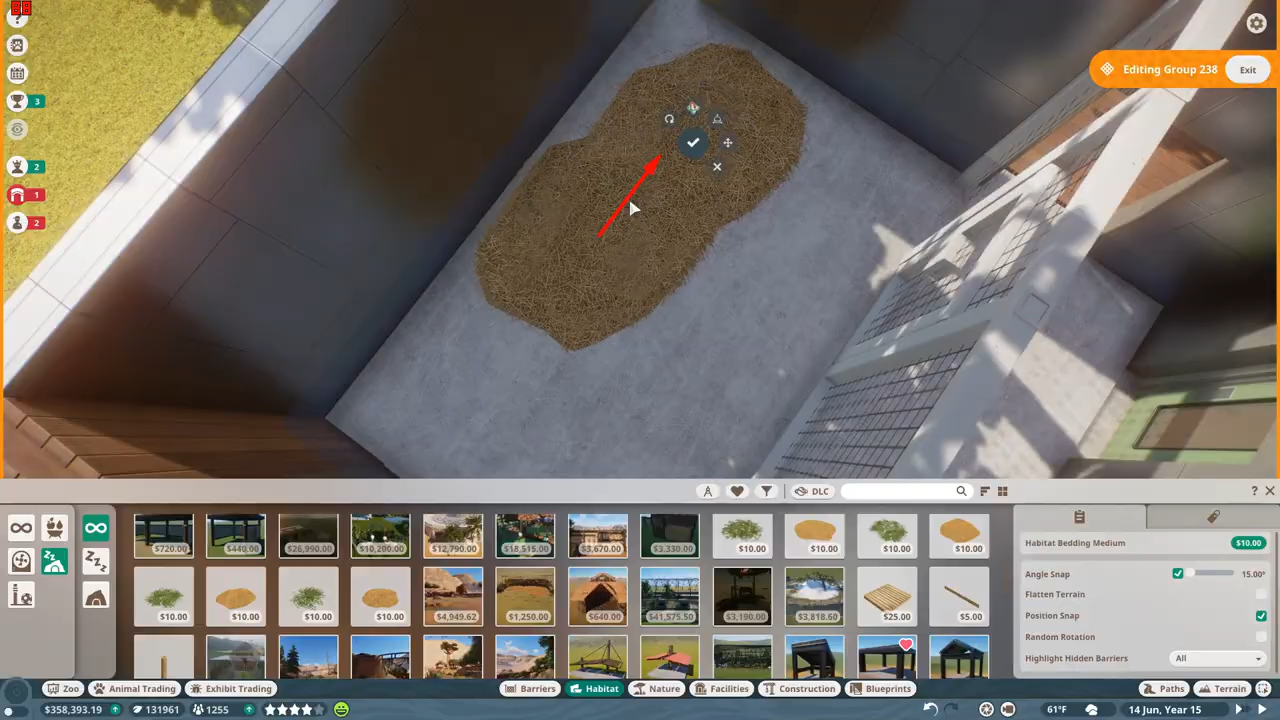 ?
Editing Group 238
Exit
3
2
1
2
DLC
?
$720.00
$440.00
$26,990.00
$10,200.00
$12,790.00
$18,515.00
$3,670.00
$3,330.00
$10.00
$10.00
$10.00
$10.00
$10.00
$10.00
$10.00
$10.00
$4,949.62
$1,250.00
$640.00
$41,575.50
$3,190.00
$3,818.60
$25.00
$5.00
Habitat Bedding Medium
$10.00
Angle Snap
15.00°
Flatten Terrain
Position Snap
Random Rotation
Highlight Hidden Barriers
All
Zoo
Animal Trading
Exhibit Trading
Barriers
Habitat
Nature
Facilities
Construction
Blueprints
Paths
Terrain
$358,393.19
131961
1255
61°F
14 Jun, Year 15